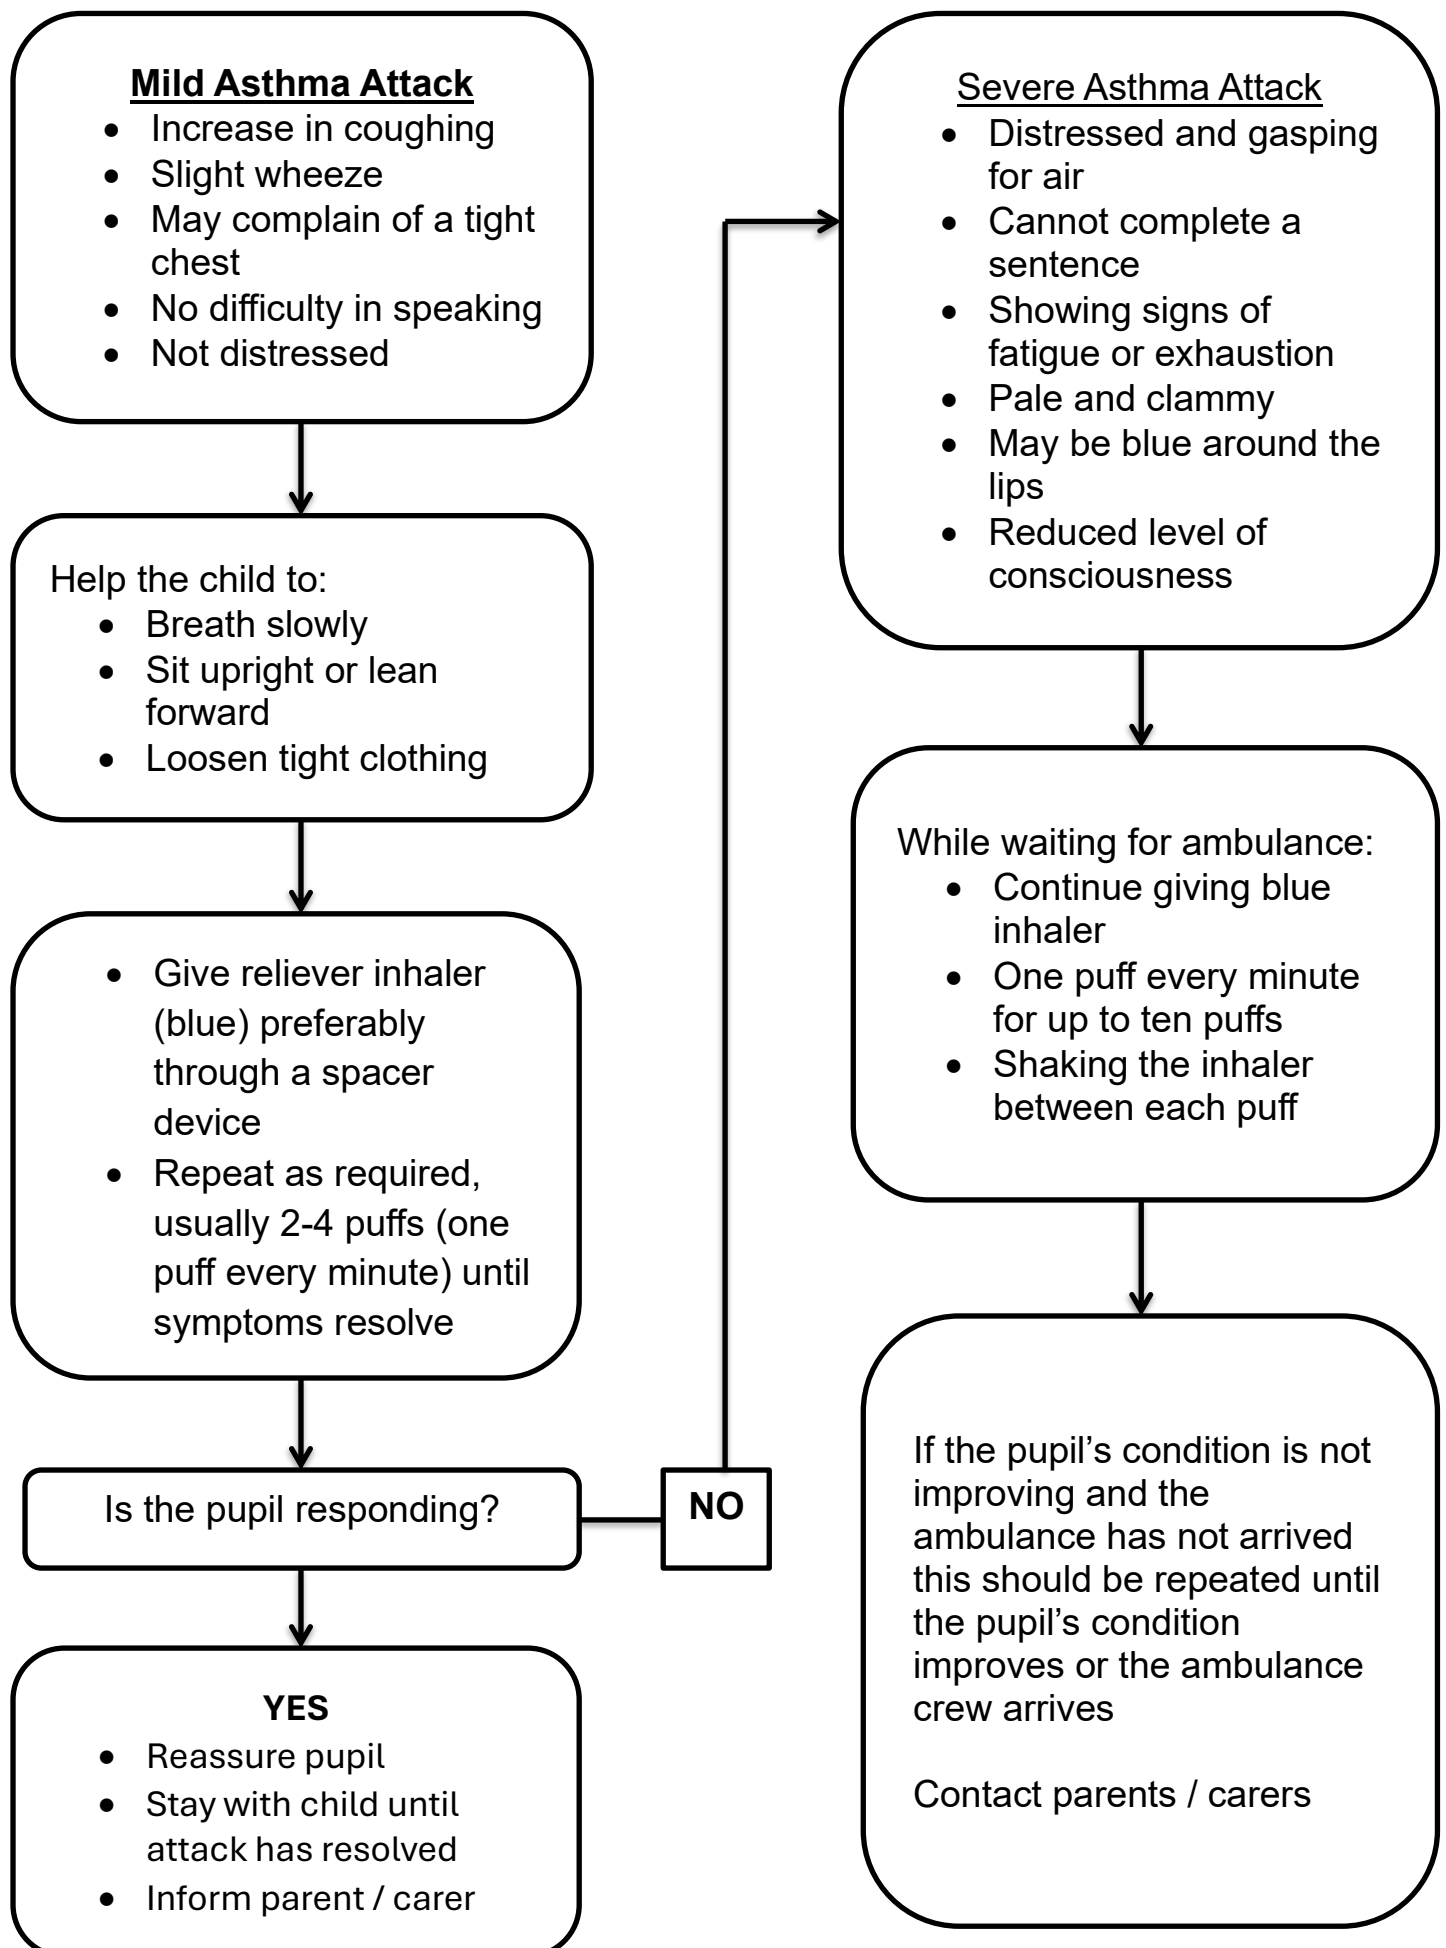 Mild Asthma Attack
• Increase in coughing
• Slight wheeze
• May complain of a tight
chest
• No difficulty in speaking
• Not distressed
Help the child to:
• Breath slowly
• Sit upright or lean
forward
• Loosen tight clothing
• Give reliever inhaler
(blue) preferably
through a spacer
device
• Repeat as required,
usually 2-4 puffs (one
puff every minute) until
symptoms resolve
Is the pupil responding?
NO
YES
• Reassure pupil
• Stay with child until
attack has resolved
• Inform parent / carer
Severe Asthma Attack
• Distressed and gasping
for air
• Cannot complete a
sentence
• Showing signs of
fatigue or exhaustion
• Pale and clammy
• May be blue around the
lips
• Reduced level of
consciousness
While waiting for ambulance:
• Continue giving blue
inhaler
• One puff every minute
for up to ten puffs
• Shaking the inhaler
between each puff
If the pupil’s condition is not
improving and the
ambulance has not arrived
this should be repeated until
the pupil’s condition
improves or the ambulance
crew arrives
Contact parents / carers